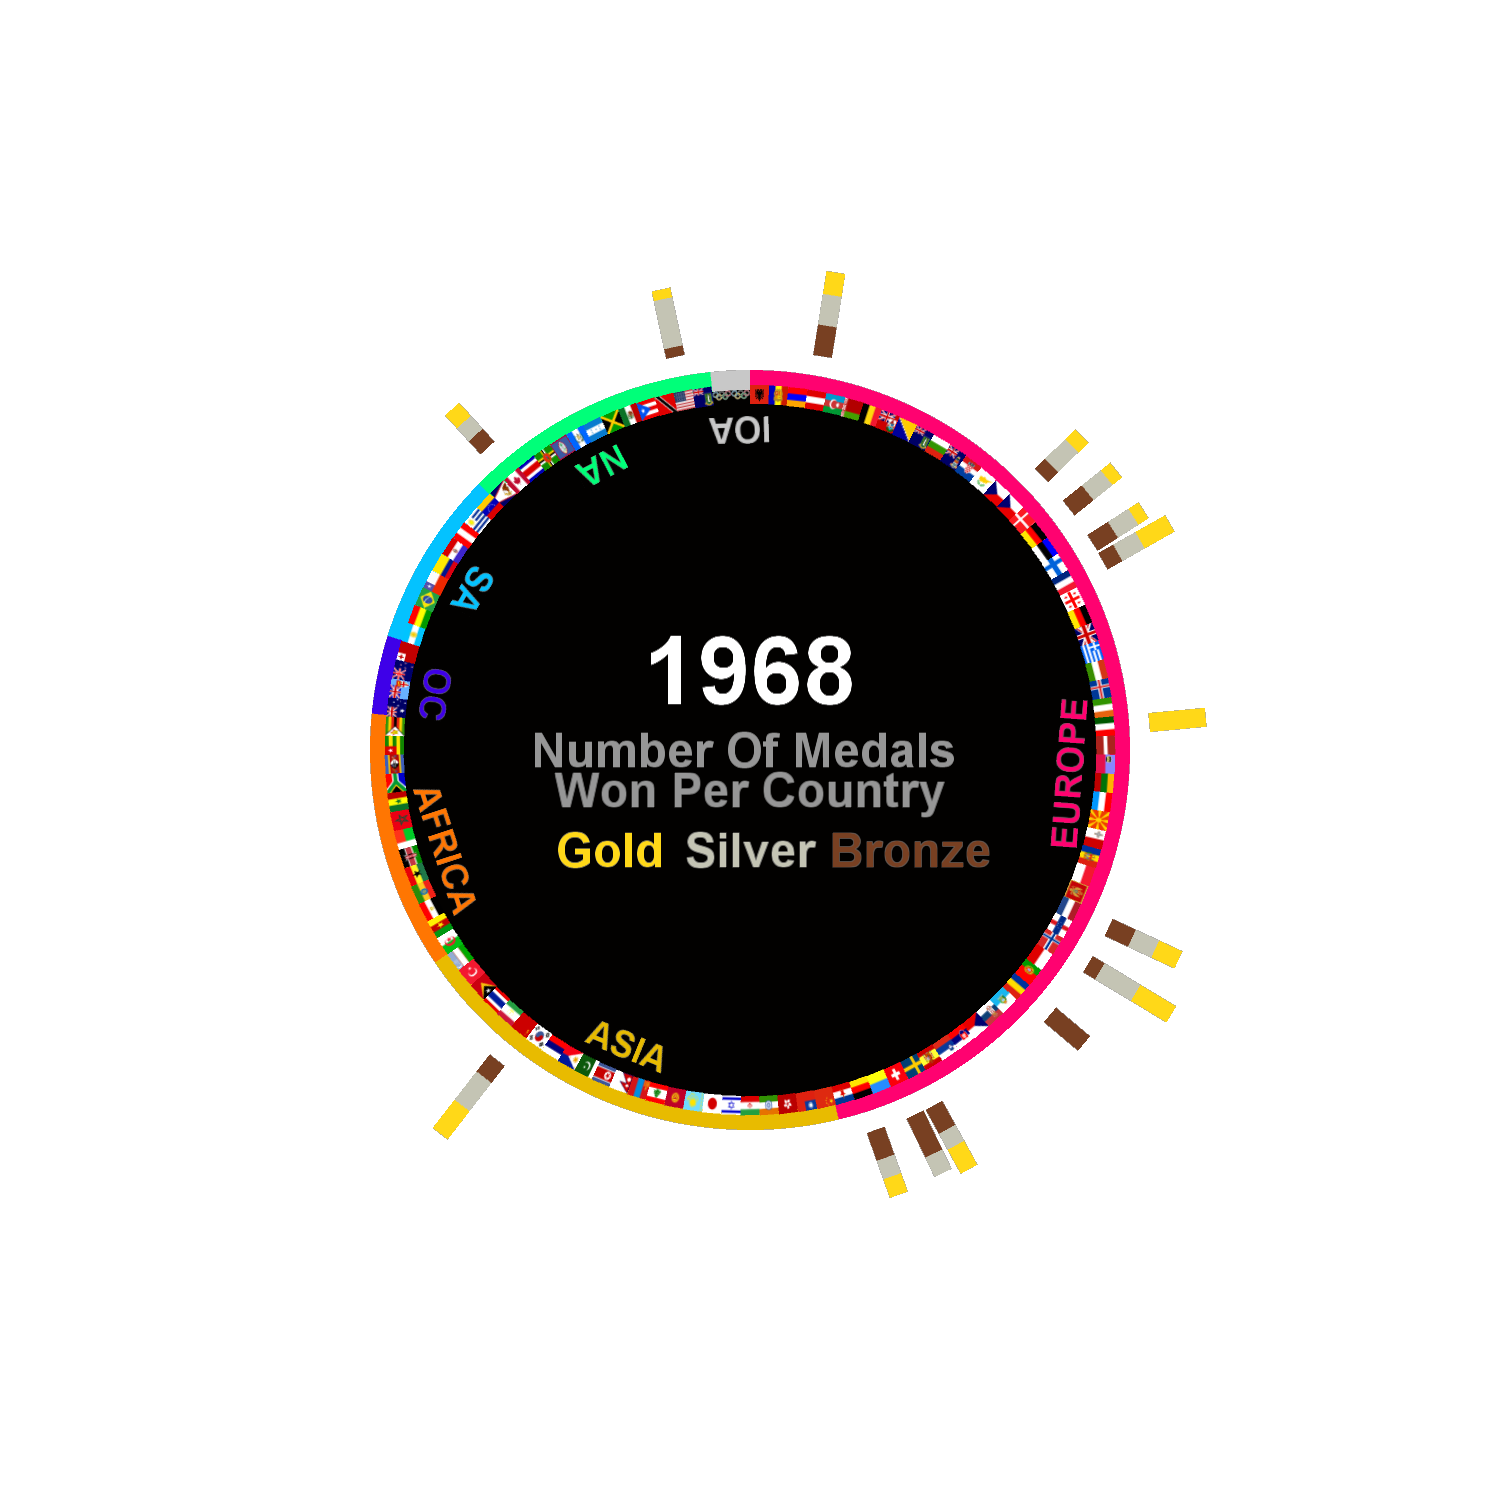 IOA
NA
SA
OC
EUROPE
AFRICA
ASIA
1968
Number Of Medals
Won Per Country
Gold Silver Bronze